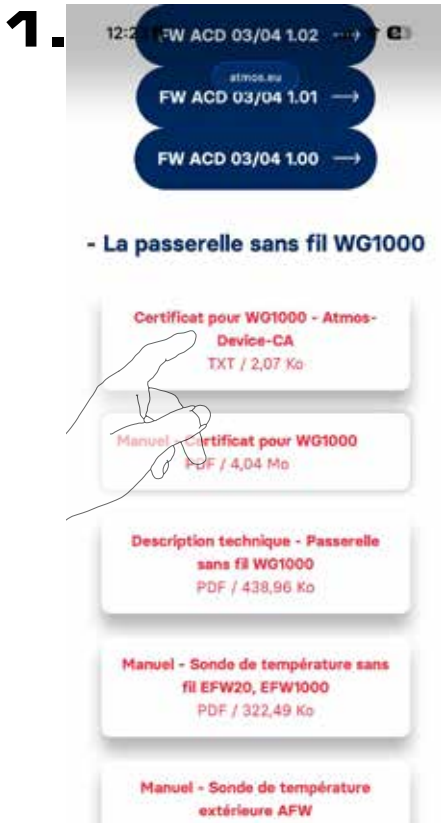 1.
12:2
FW ACD 03/04 1.02
atmos.eu
FW ACD 03/04 1.01
FW ACD 03/04 1.00
- La passerelle sans fil WG1000
Certificat pour WG1000 - Atmos-
Device-CA
TXT / 2,07 Ko
Manuel - Certificat pour WG1000
PDF / 4,04 Mo
Description technique - Passerelle
sans fil WG1000
PDF / 438,96 Ko
Manuel - Sonde de température sans
fil EFW20, EFW1000
PDF / 322,49 Ko
Manuel - Sonde de température
extérieure AFW